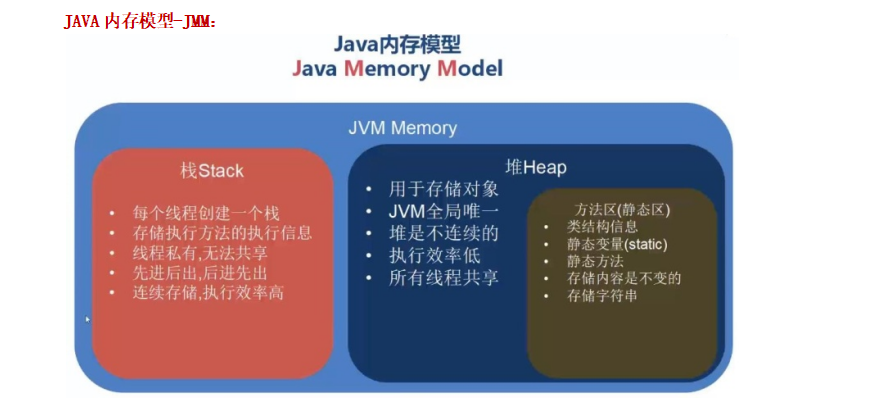 JAVA 内存模型-JMM:
Java内存模型
Java Memory Model
JVM Memory
栈Stack
• 每个线程创建一个栈
• 存储执行方法的执行信息
• 线程私有,无法共享
• 先进后出,后进先出
• 连续存储,执行效率高
堆Heap
• 用于存储对象
• JVM全局唯一
• 堆是不连续的
• 执行效率低
• 所有线程共享
方法区(静态区)
• 类结构信息
• 静态变量(static)
• 静态方法
• 存储内容是不变的
• 存储字符串